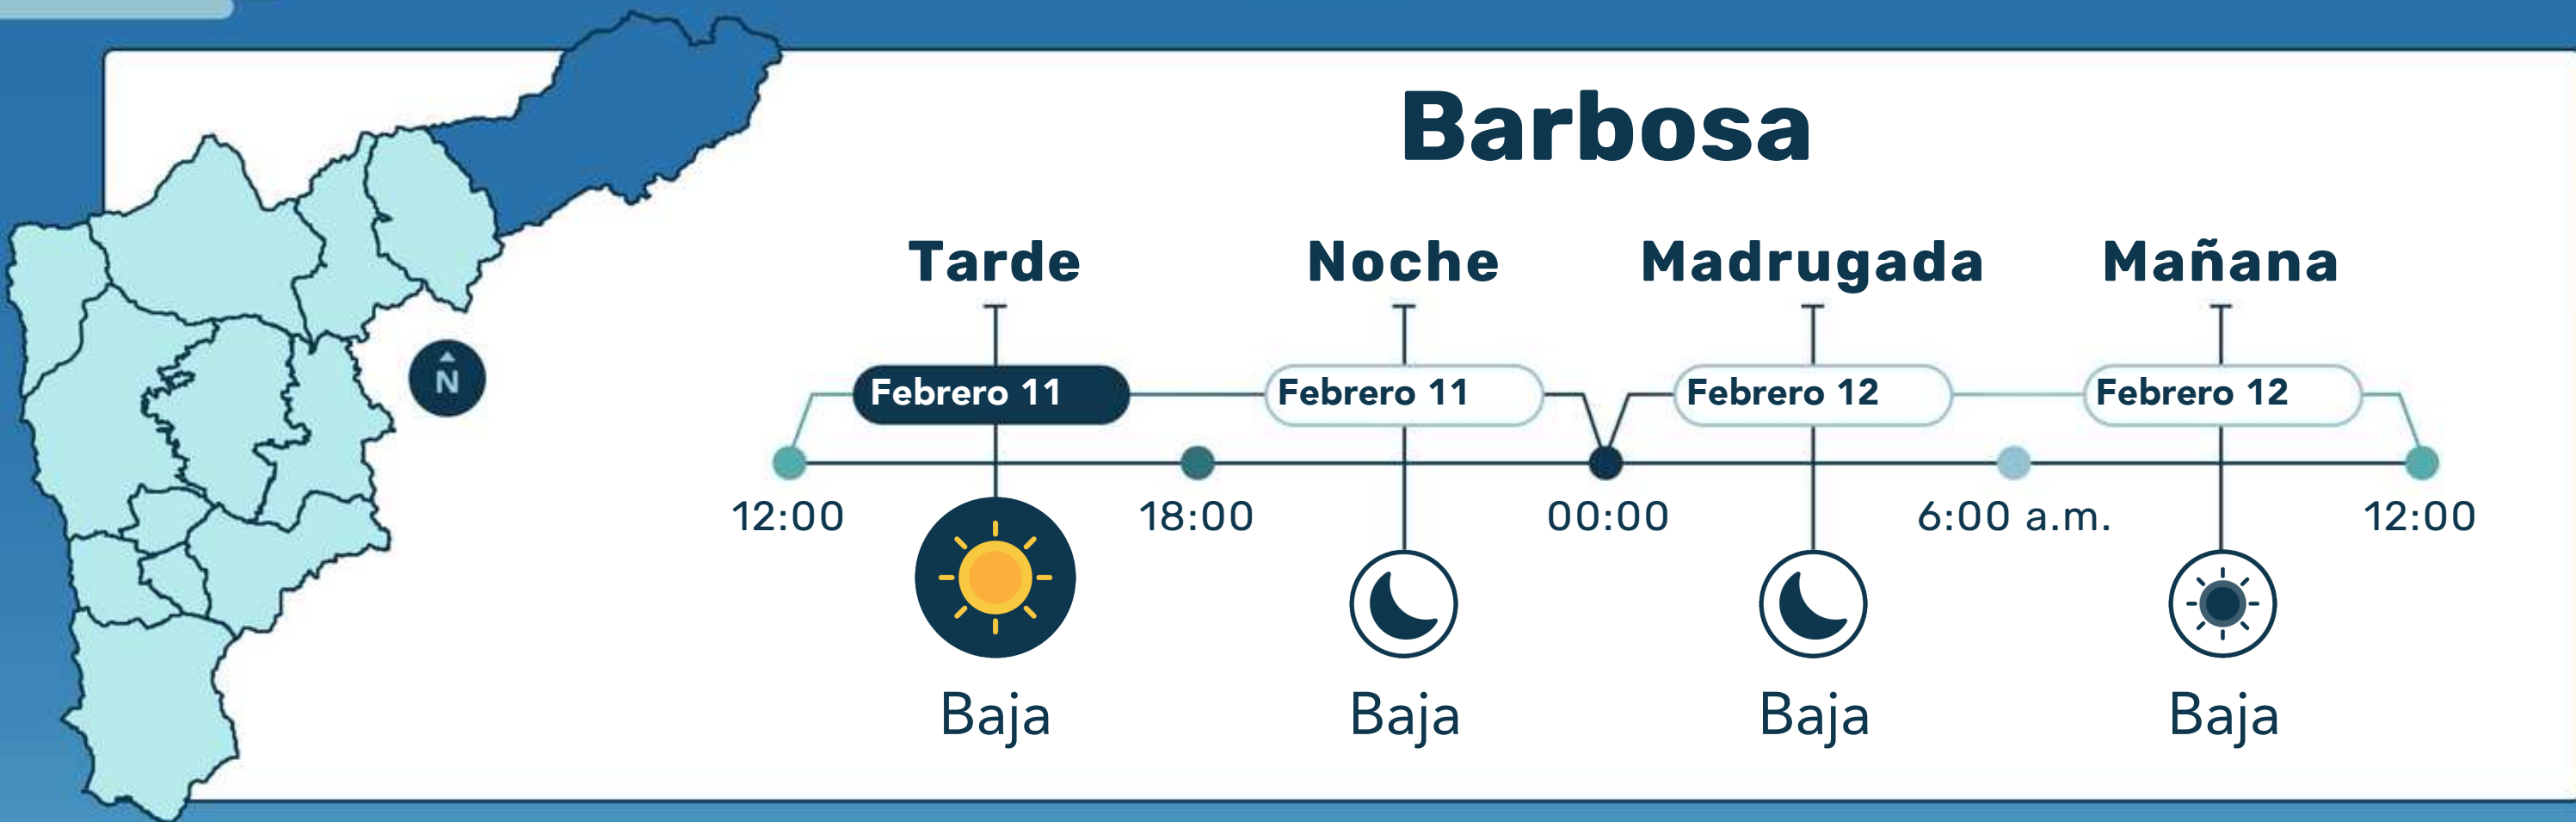 Barbosa
Tarde Noche Madrugada Mañana
Febrero 11 Febrero 11 Febrero 12 Febrero 12
N
12:00 18:00 00:00 6:00 a.m. 12:00
Baja Baja Baja Baja